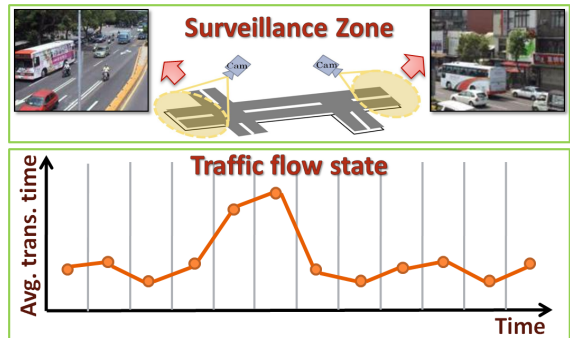 Surveillance Zone
Cam
Cam
Traffic flow state
Avg. trans. time
Time